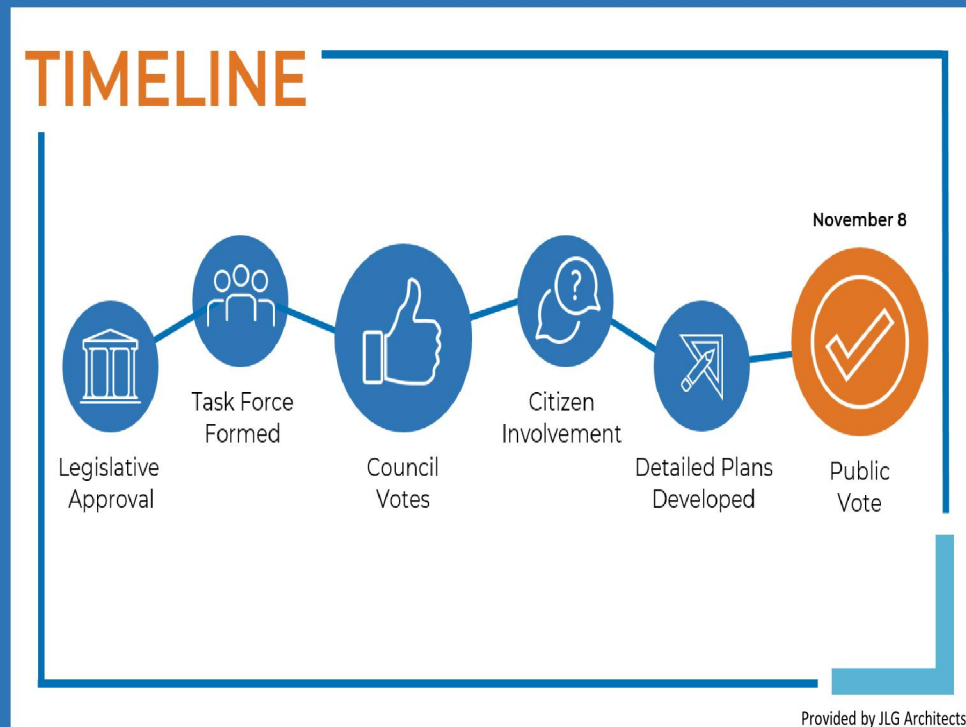 TIMELINE
November 8
Legislative
Approval
Task Force
Formed
Council
Votes
?
Citizen
Involvement
Detailed Plans
Developed
Public
Vote
Provided by JLG Architects